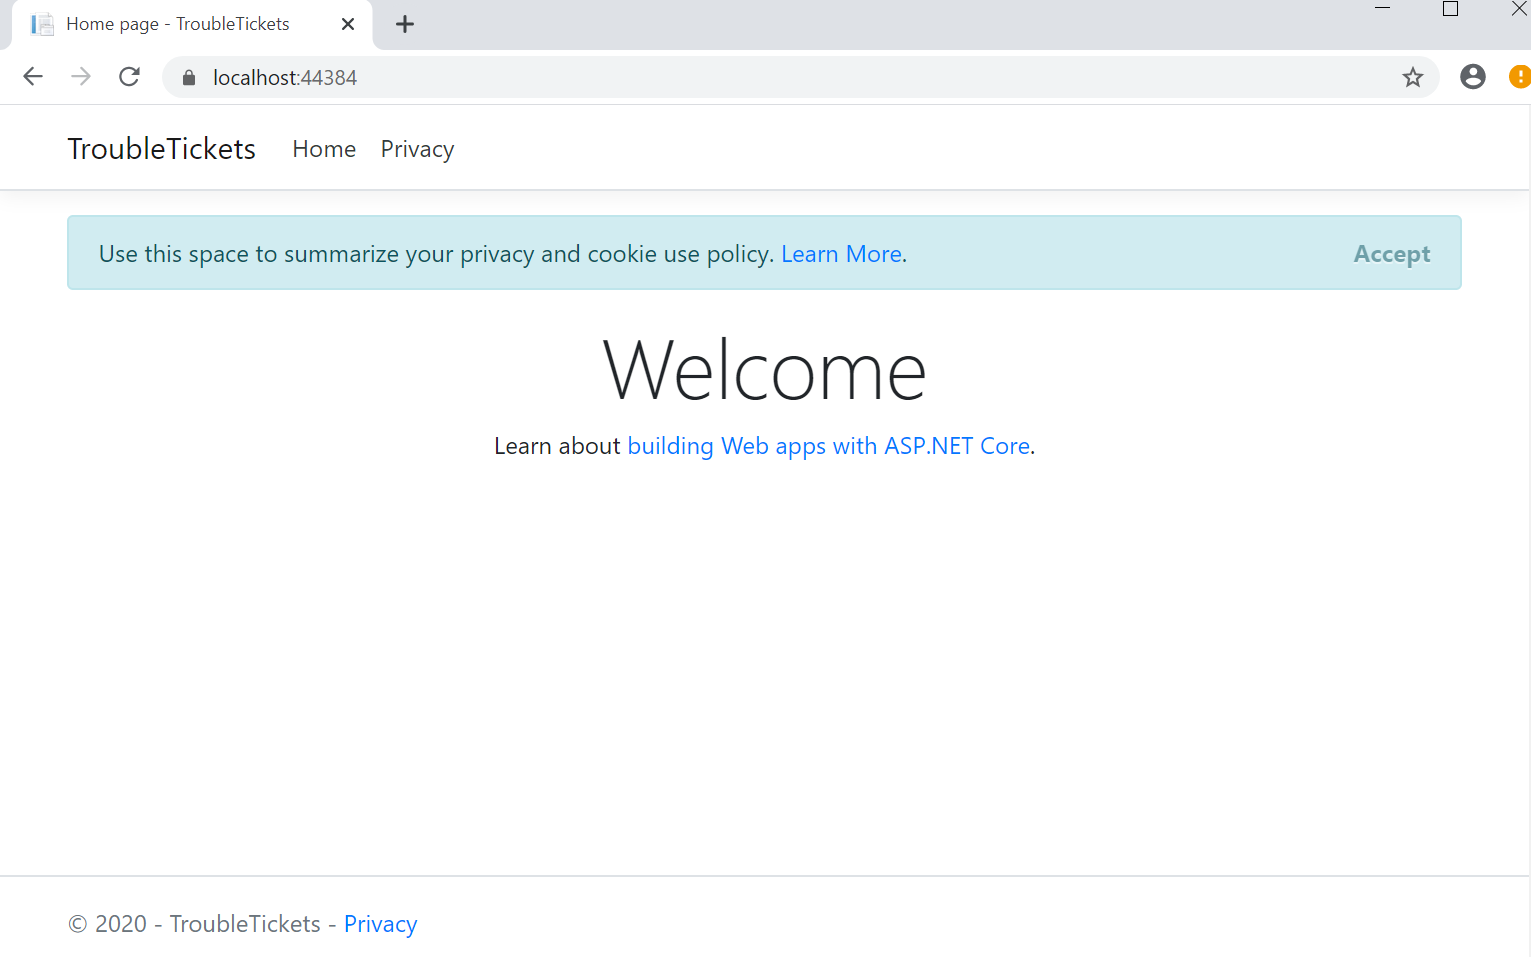 Home page - TroubleTickets
localhost:44384
TroubleTickets Home Privacy
Use this space to summarize your privacy and cookie use policy. Learn More. Accept
Welcome
Learn about building Web apps with ASP.NET Core.
© 2020 - TroubleTickets - Privacy